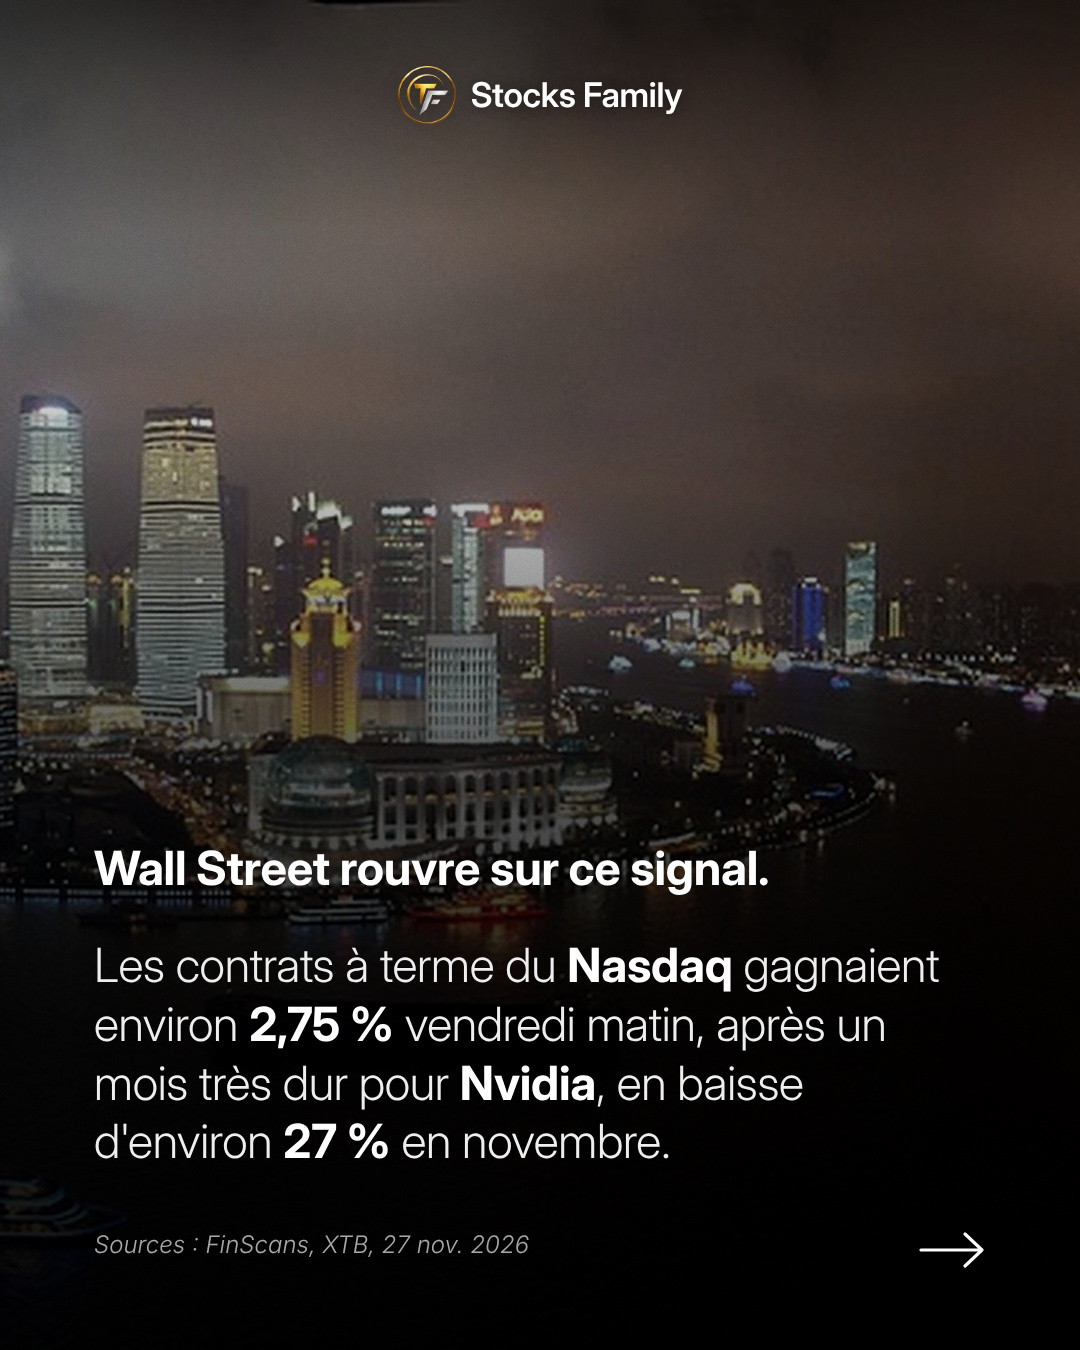 TF Stocks Family
AUDI
Wall Street rouvre sur ce signal.
Les contrats à terme du Nasdaq gagnaient
environ 2,75 % vendredi matin, après un
mois très dur pour Nvidia, en baisse
d'environ 27 % en novembre.
Sources : FinScans, XTB, 27 nov. 2026